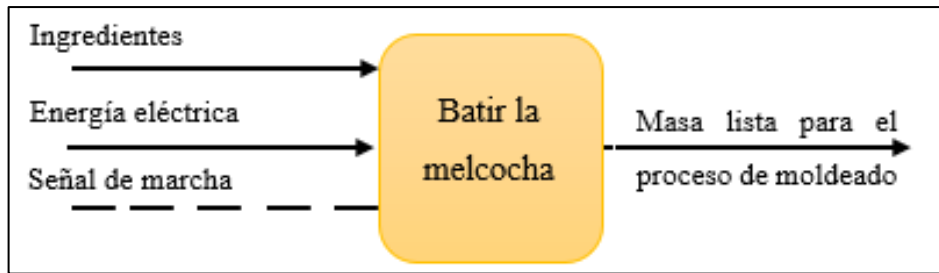 Ingredientes
Energía eléctrica
Señal de marcha
Batir la
melcocha
Masa lista para el
proceso de moldeado